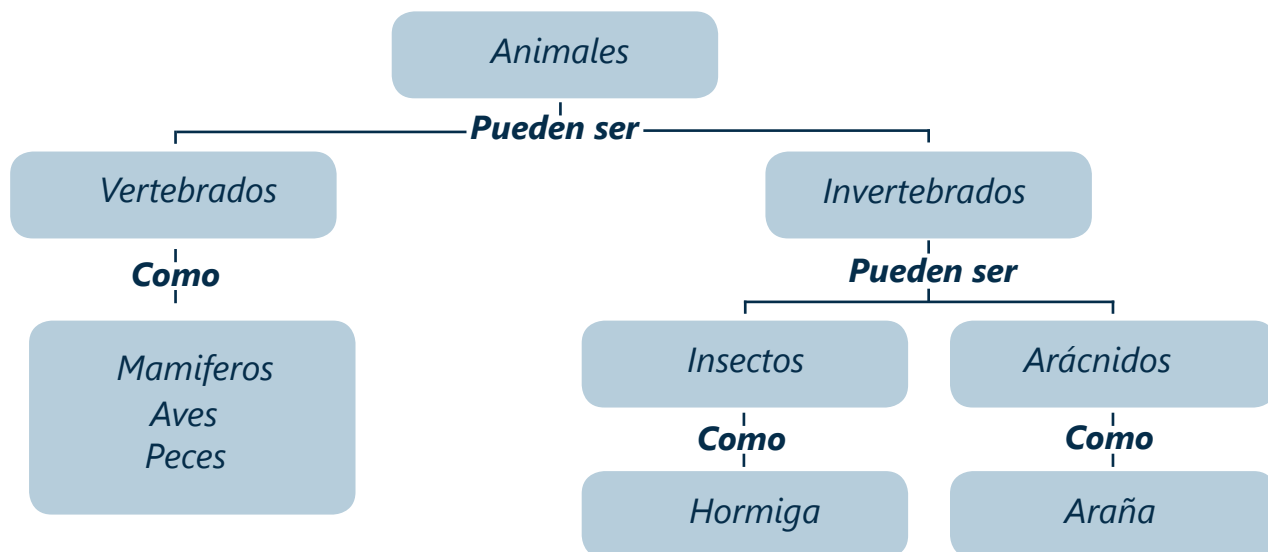 Animales
Pueden ser
Vertebrados
Invertebrados
Como
Pueden ser
Mamiferos
Aves
Peces
Insectos
Arácnidos
Como
Como
Hormiga
Araña